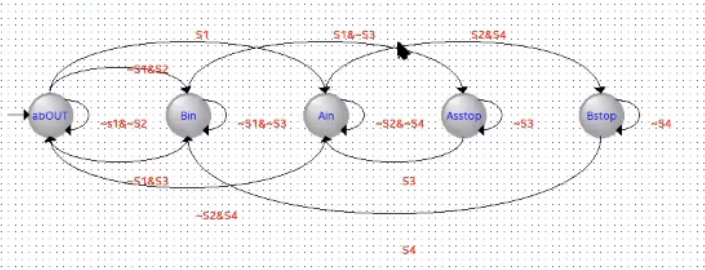 S1 S1&~S3 S2&S4
~S1&S2
abOUT Bin Ain Asstop Bstop
~s1&~S2 ~S1&~S3 ~S2&~S4 ~S3 ~S4
~S1&S3 S3
~S2&S4
S4